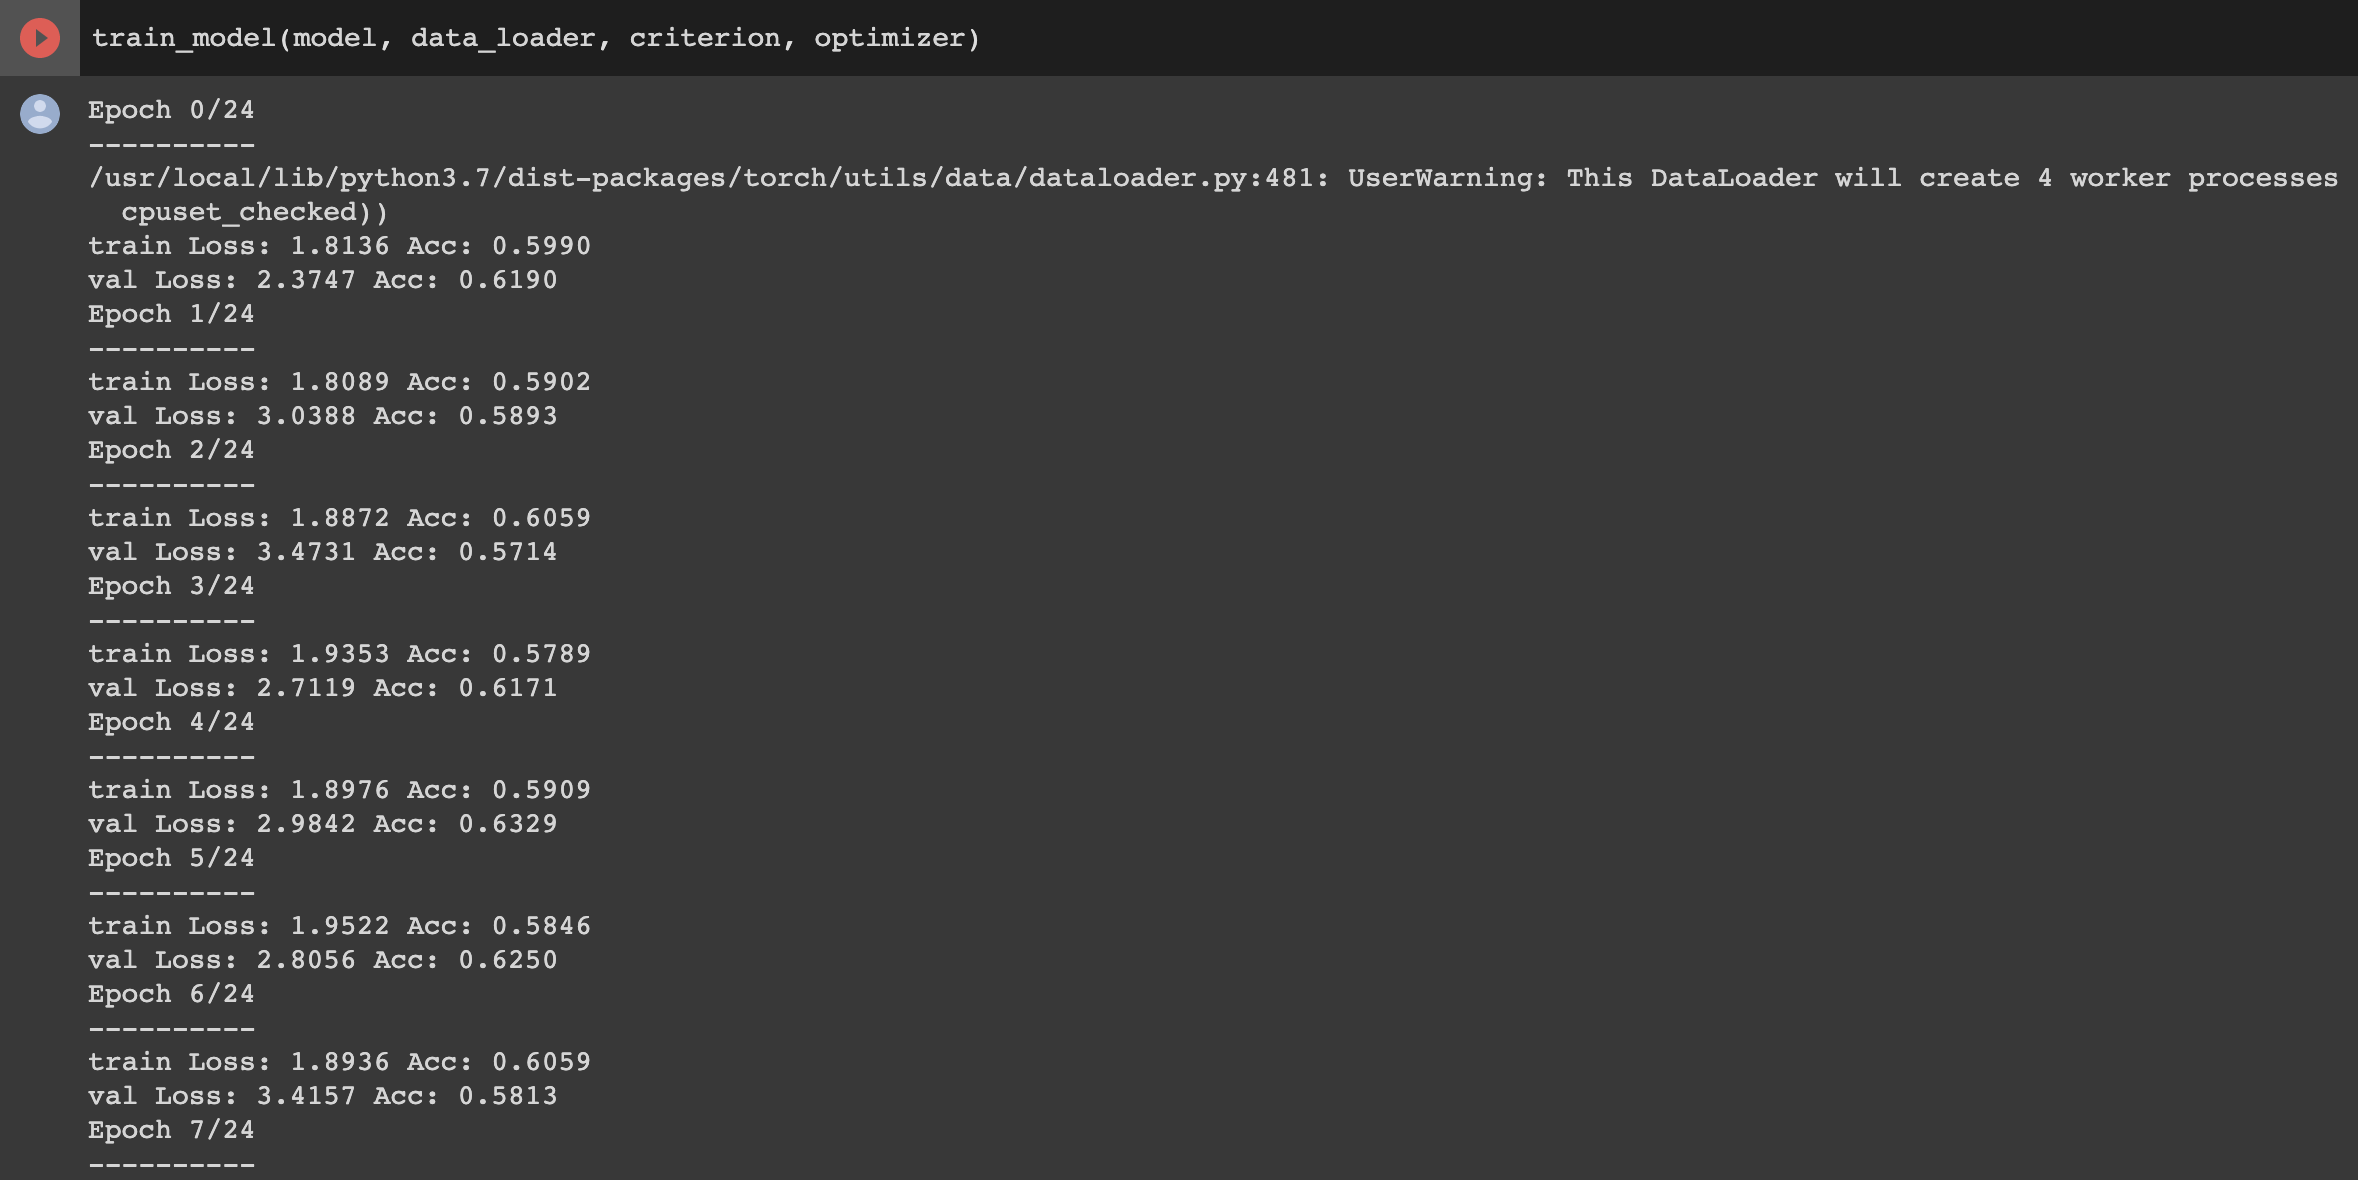 train_model(model, data_loader, criterion, optimizer)
Epoch 0/24
----------
/usr/local/lib/python3.7/dist-packages/torch/utils/data/dataloader.py:481: UserWarning: This DataLoader will create 4 worker processes
  cpuset_checked))
train Loss: 1.8136 Acc: 0.5990
val Loss: 2.3747 Acc: 0.6190
Epoch 1/24
----------
train Loss: 1.8089 Acc: 0.5902
val Loss: 3.0388 Acc: 0.5893
Epoch 2/24
----------
train Loss: 1.8872 Acc: 0.6059
val Loss: 3.4731 Acc: 0.5714
Epoch 3/24
----------
train Loss: 1.9353 Acc: 0.5789
val Loss: 2.7119 Acc: 0.6171
Epoch 4/24
----------
train Loss: 1.8976 Acc: 0.5909
val Loss: 2.9842 Acc: 0.6329
Epoch 5/24
----------
train Loss: 1.9522 Acc: 0.5846
val Loss: 2.8056 Acc: 0.6250
Epoch 6/24
----------
train Loss: 1.8936 Acc: 0.6059
val Loss: 3.4157 Acc: 0.5813
Epoch 7/24
----------